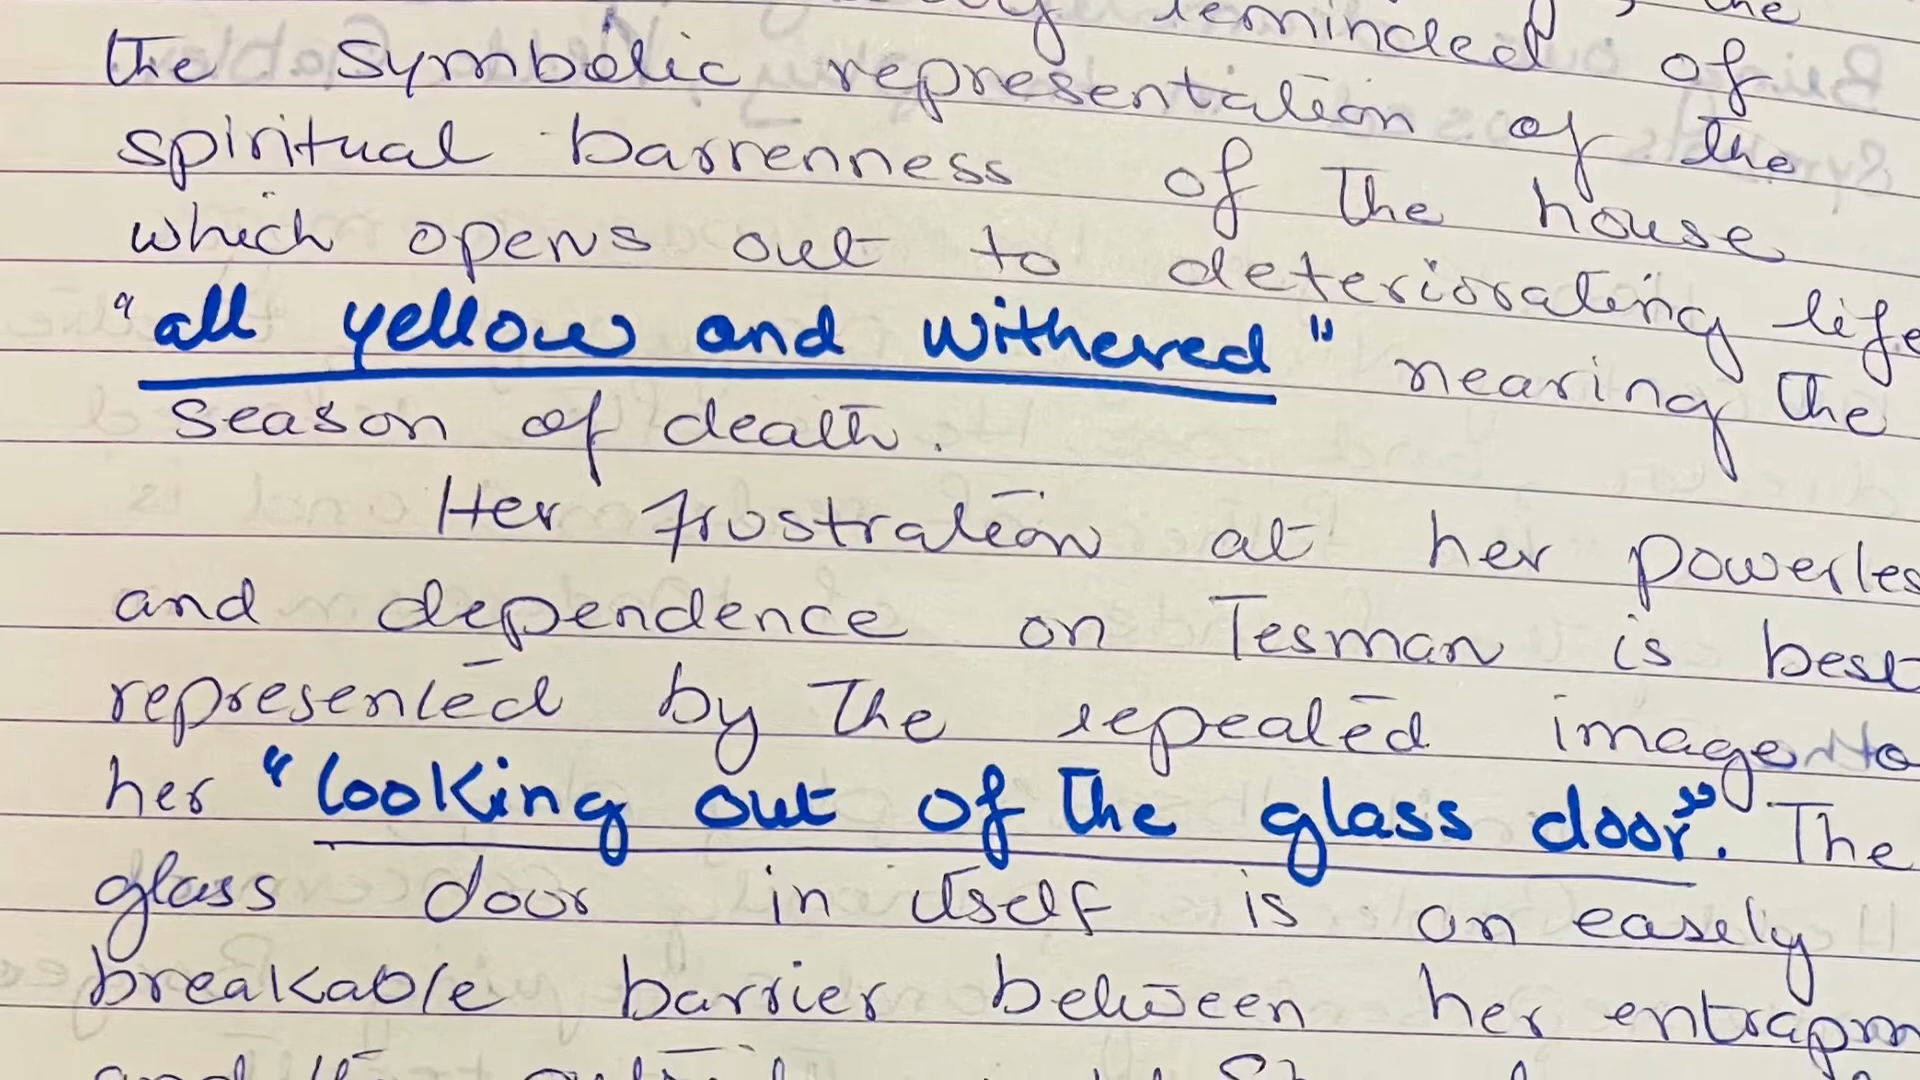 reminded of
the symbolic representation of the
spiritual barrenness of the house
which opens out to deteriorating life
"all yellow and withered" nearing the
season of death.
Her frustration at her powerles
and dependence on Tesman is best
represented by the repeated image
her "looking out of the glass door". The
glass door in itself is an easily
breakable barrier between her entrapm